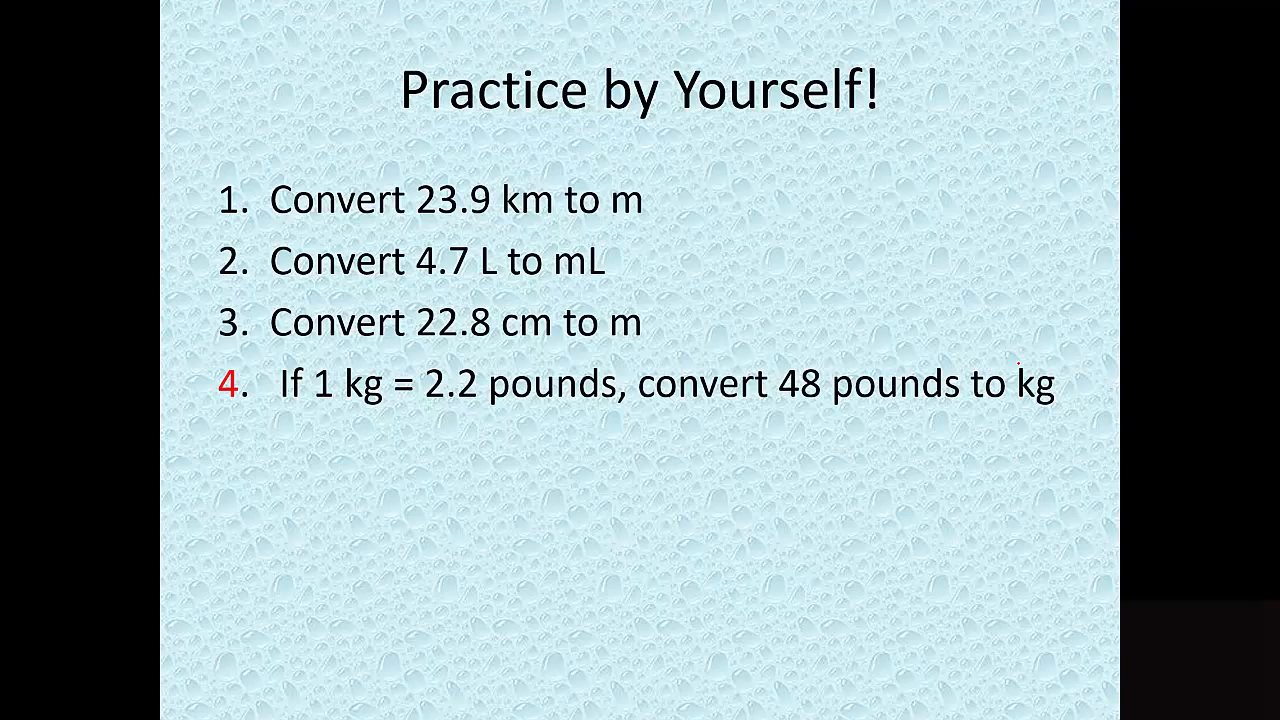 Practice by Yourself!
1. Convert 23.9 km to m
2. Convert 4.7 L to mL
3. Convert 22.8 cm to m
4. If 1 kg = 2.2 pounds, convert 48 pounds to kg